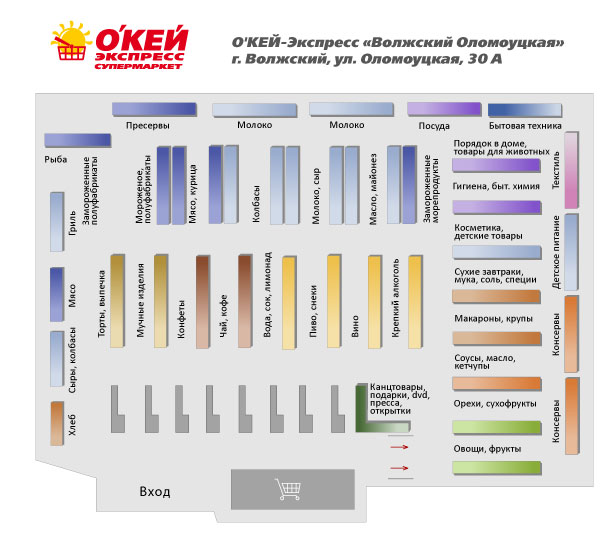 О'КЕЙ
ЭКСПРЕСС
СУПЕРМАРКЕТ
О'КЕЙ-Экспресс «Волжский Оломоуцкая»
г. Волжский, ул. Оломоуцкая, 30 А
Пресервы
Молоко
Молоко
Посуда
Бытовая техника
Рыба
Замороженные
полуфабрикаты
Мороженое,
полуфабрикаты
Мясо, курица
Колбасы
Молоко, сыр
Масло, майонез
Замороженные
морепродукты
Порядок в доме,
товары для животных
Гигиена, быт. химия
Текстиль
Гриль
Косметика,
детские товары
Детское питание
Мясо
Торты, выпечка
Мучные изделия
Конфеты
Чай, кофе
Вода, сок, лимонад
Пиво, снеки
Вино
Крепкий алкоголь
Сухие завтраки,
мука, соль, специи
Макароны, крупы
Консервы
Сыры, колбасы
Соусы, масло,
кетчупы
Хлеб
Канцтовары,
подарки, dvd,
пресса,
открытки
Орехи, сухофрукты
Консервы
Овощи, фрукты
Вход